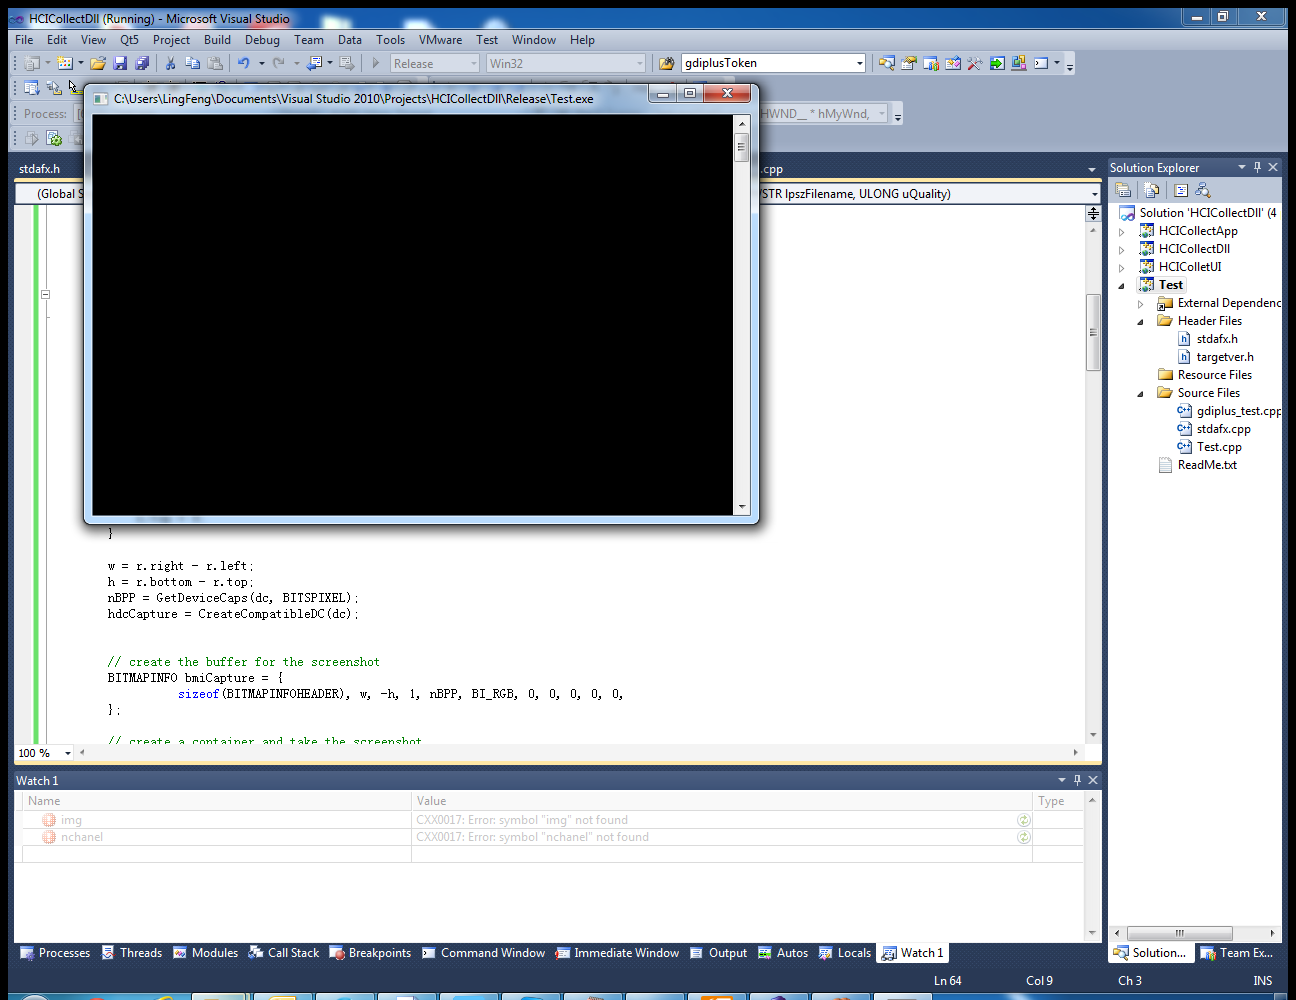 HCICollectDll (Running) - Microsoft Visual Studio
File Edit View Qt5 Project Build Debug Team Data Tools VMware Test Window Help
Release Win32 gdiplusToken
C:\Users\LingFeng\Documents\Visual Studio 2010\Projects\HCICollectDll\Release\Test.exe
Process: HWND__ * hMyWnd,
stdafx.h .cpp
(Global S STR lpszFilename, ULONG uQuality)
}
w = r.right - r.left;
h = r.bottom - r.top;
nBPP = GetDeviceCaps(dc, BITSPIXEL);
hdcCapture = CreateCompatibleDC(dc);
// create the buffer for the screenshot
BITMAPINFO bmiCapture = {
sizeof(BITMAPINFOHEADER), w, -h, 1, nBPP, BI_RGB, 0, 0, 0, 0, 0,
};
// create a container and take the screenshot
100 %
Solution Explorer
Solution 'HCICollectDll' (4
HCICollectApp
HCICollectDll
HCIColletUI
Test
External Dependenc
Header Files
stdafx.h
targetver.h
Resource Files
Source Files
gdiplus_test.cpp
stdafx.cpp
Test.cpp
ReadMe.txt
Watch 1
Name Value Type
img CXX0017: Error: symbol "img" not found
nchanel CXX0017: Error: symbol "nchanel" not found
Processes Threads Modules Call Stack Breakpoints Command Window Immediate Window Output Autos Locals Watch 1
Solution... Team Ex...
Ln 64 Col 9 Ch 3 INS